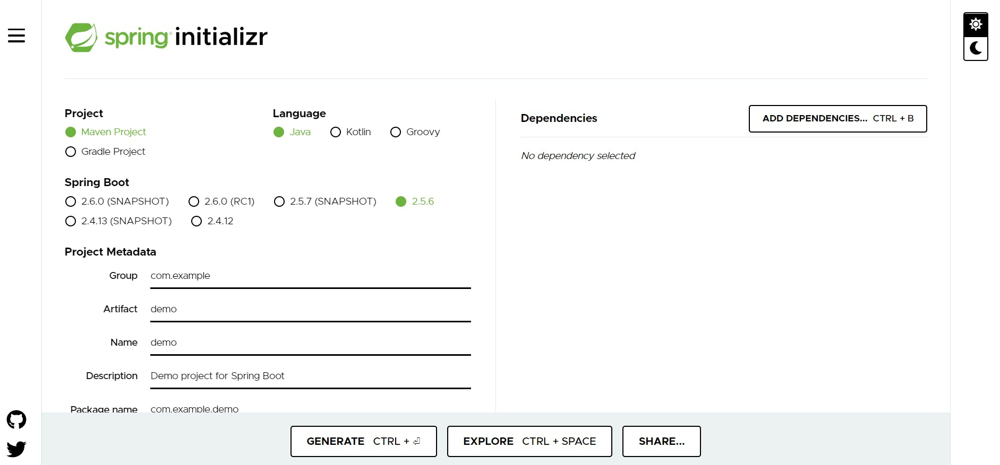 spring initializr
Project
Maven Project
Gradle Project
Language
Java Kotlin Groovy
Spring Boot
2.6.0 (SNAPSHOT) 2.6.0 (RC1) 2.5.7 (SNAPSHOT) 2.5.6
2.4.13 (SNAPSHOT) 2.4.12
Project Metadata
Group com.example
Artifact demo
Name demo
Description Demo project for Spring Boot
Package name com.example.demo
Dependencies
ADD DEPENDENCIES... CTRL + B
No dependency selected
GENERATE CTRL + ⏎
EXPLORE CTRL + SPACE
SHARE...